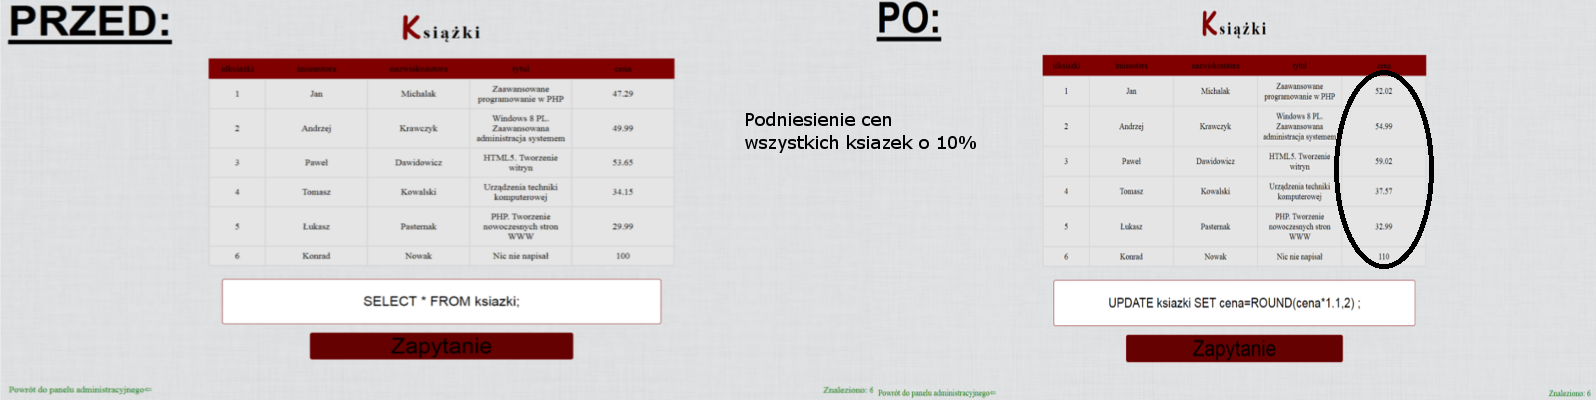 PRZED:
Książki
idksiazki imieautora nazwiskoautora tytul cena
1 Jan Michalak Zaawansowane programowanie w PHP 47.29
2 Andrzej Krawczyk Windows 8 PL. Zaawansowana administracja systemem 49.99
3 Paweł Dawidowicz HTML5. Tworzenie witryn 53.65
4 Tomasz Kowalski Urządzenia techniki komputerowej 34.15
5 Łukasz Pasternak PHP. Tworzenie nowoczesnych stron WWW 29.99
6 Konrad Nowak Nic nie napisał 100
SELECT * FROM ksiazki;
Zapytanie
Powrót do panelu administracyjnego⇐
Znaleziono: 6
Podniesienie cen
wszystkich ksiazek o 10%
PO:
Książki
idksiazki tytul cena
1 Jan Michalak Zaawansowane programowanie w PHP 52.02
2 Andrzej Krawczyk Windows 8 PL. Zaawansowana administracja systemem 54.99
3 Paweł Dawidowicz HTML5. Tworzenie witryn 59.02
4 Tomasz Kowalski Urządzenia techniki komputerowej 37.57
5 Łukasz Pasternak PHP. Tworzenie nowoczesnych stron WWW 32.99
6 Konrad Nowak Nic nie napisał 110
UPDATE ksiazki SET cena=ROUND(cena*1.1,2) ;
Zapytanie
Powrót do panelu administracyjnego⇐
Znaleziono: 6